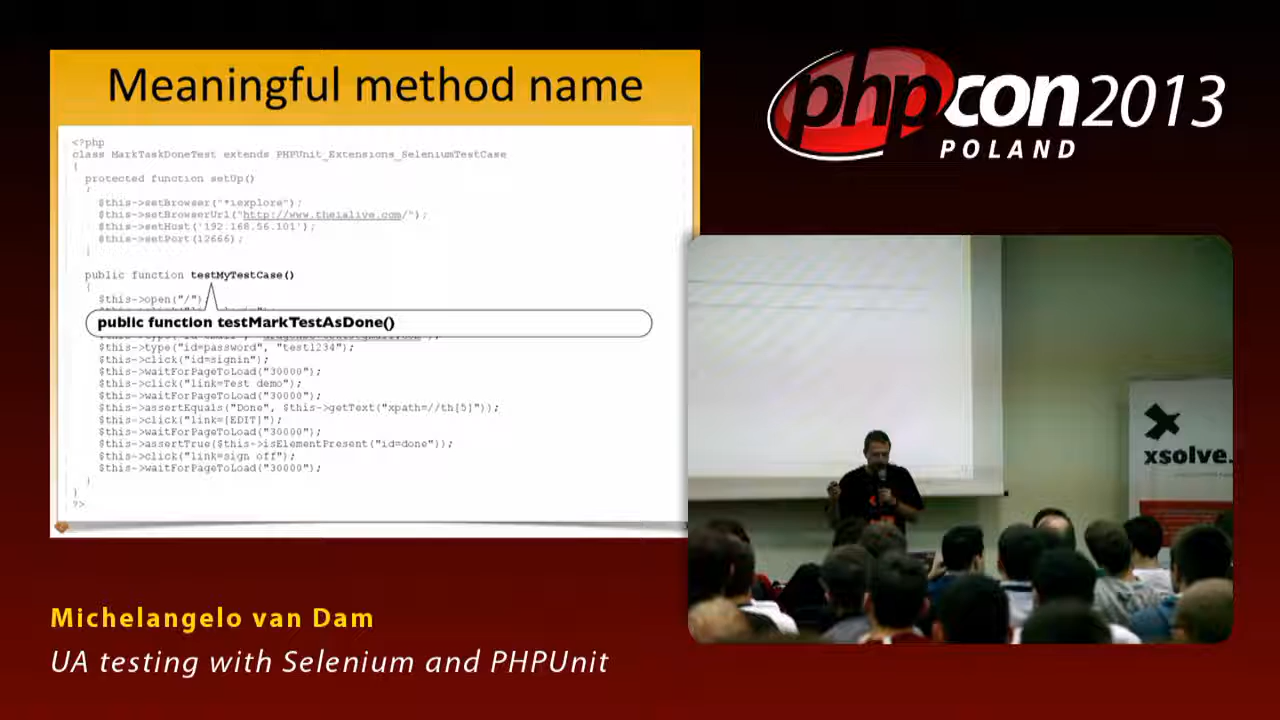 Meaningful method name
<?php
class MarkTaskDoneTest extends PHPUnit_Extensions_SeleniumTestCase
{
protected function setUp()
{
$this->setBrowser("*iexplore");
$this->setBrowserUrl("http://www.theialive.com/");
$this->setHost('192.168.56.101');
$this->setPort(12666);
}
public function testMyTestCase()
{
$this->open("/");
public function testMarkTestAsDone()
$this->type("id=password", "test1234");
$this->click("id=signin");
$this->waitForPageToLoad("30000");
$this->click("link=Test demo");
$this->waitForPageToLoad("30000");
$this->assertEquals("Done", $this->getText("xpath=//th[5]"));
$this->click("link=[EDIT]");
$this->waitForPageToLoad("30000");
$this->assertTrue($this->isElementPresent("id=done"));
$this->click("link=sign off");
$this->waitForPageToLoad("30000");
}
}
?>
phpcon2013
POLAND
xsolve.
Michelangelo van Dam
UA testing with Selenium and PHPUnit